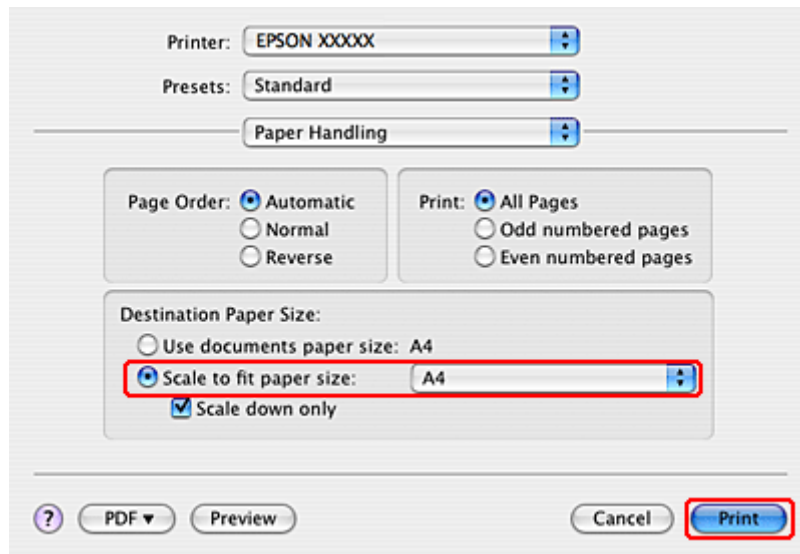 Printer: EPSON XXXXX
Presets: Standard
Paper Handling
Page Order: Automatic
Normal
Reverse
Print: All Pages
Odd numbered pages
Even numbered pages
Destination Paper Size:
Use documents paper size: A4
Scale to fit paper size: A4
Scale down only
? PDF▼ Preview Cancel Print